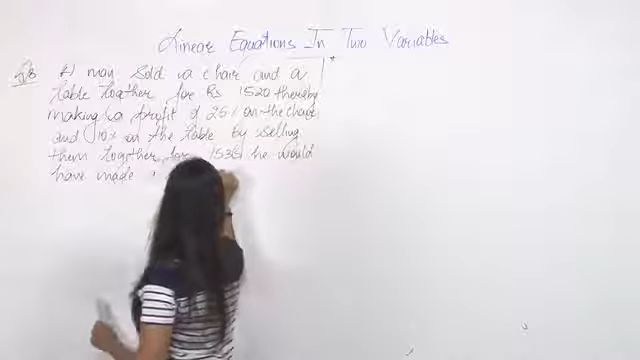 Linear Equations In Two Variables
A man sold a chair and a
table together for Rs 1520 thereby
making a profit of 25% on the chair
and 10% on the table by selling
them together for 1535 he would
have made